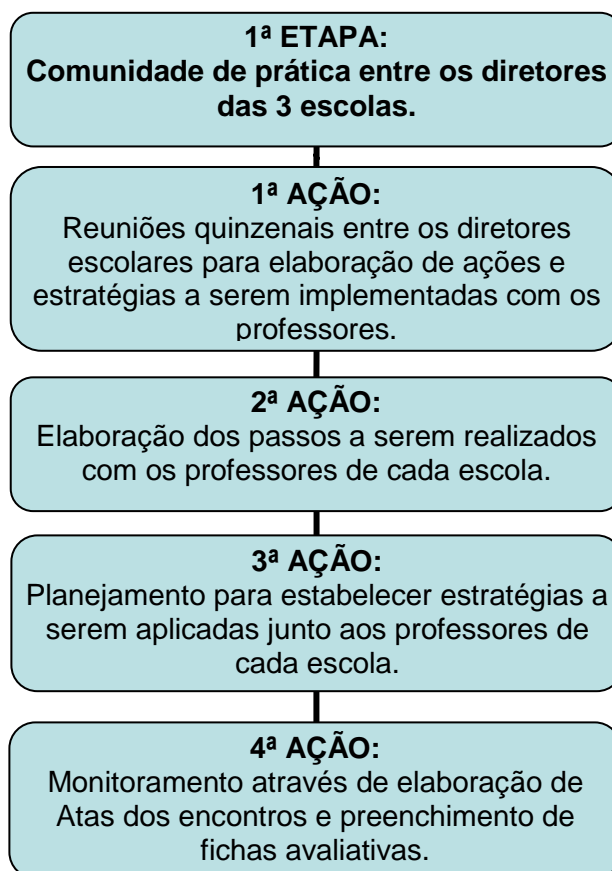 1ª ETAPA:
Comunidade de prática entre os diretores
das 3 escolas.
1ª AÇÃO:
Reuniões quinzenais entre os diretores
escolares para elaboração de ações e
estratégias a serem implementadas com os
professores.
2ª AÇÃO:
Elaboração dos passos a serem realizados
com os professores de cada escola.
3ª AÇÃO:
Planejamento para estabelecer estratégias a
serem aplicadas junto aos professores de
cada escola.
4ª AÇÃO:
Monitoramento através de elaboração de
Atas dos encontros e preenchimento de
fichas avaliativas.